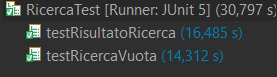 RicercaTest [Runner: JUnit 5] (30,797 s)
testRisultatoRicerca (16,485 s)
testRicercaVuota (14,312 s)